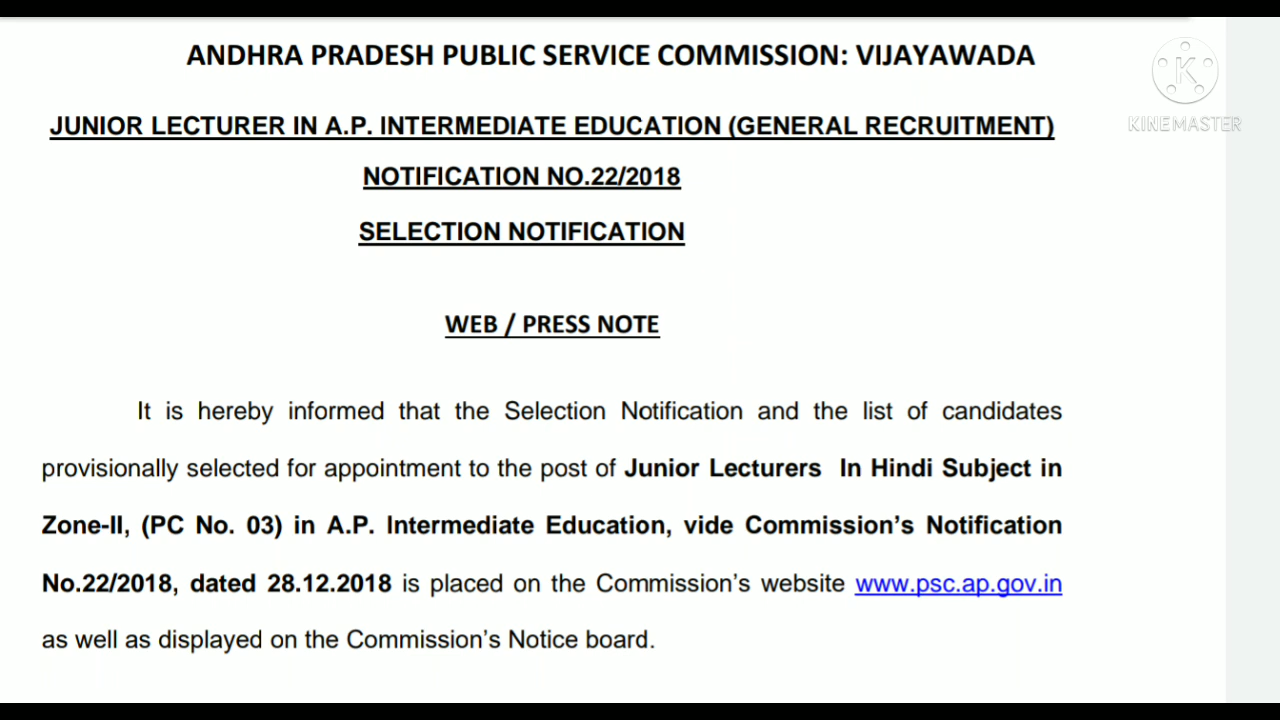 ANDHRA PRADESH PUBLIC SERVICE COMMISSION: VIJAYAWADA
K
KINEMASTER
JUNIOR LECTURER IN A.P. INTERMEDIATE EDUCATION (GENERAL RECRUITMENT)
NOTIFICATION NO.22/2018
SELECTION NOTIFICATION
WEB / PRESS NOTE
It is hereby informed that the Selection Notification and the list of candidates
provisionally selected for appointment to the post of Junior Lecturers In Hindi Subject in
Zone-II, (PC No. 03) in A.P. Intermediate Education, vide Commission’s Notification
No.22/2018, dated 28.12.2018 is placed on the Commission’s website www.psc.ap.gov.in
as well as displayed on the Commission’s Notice board.